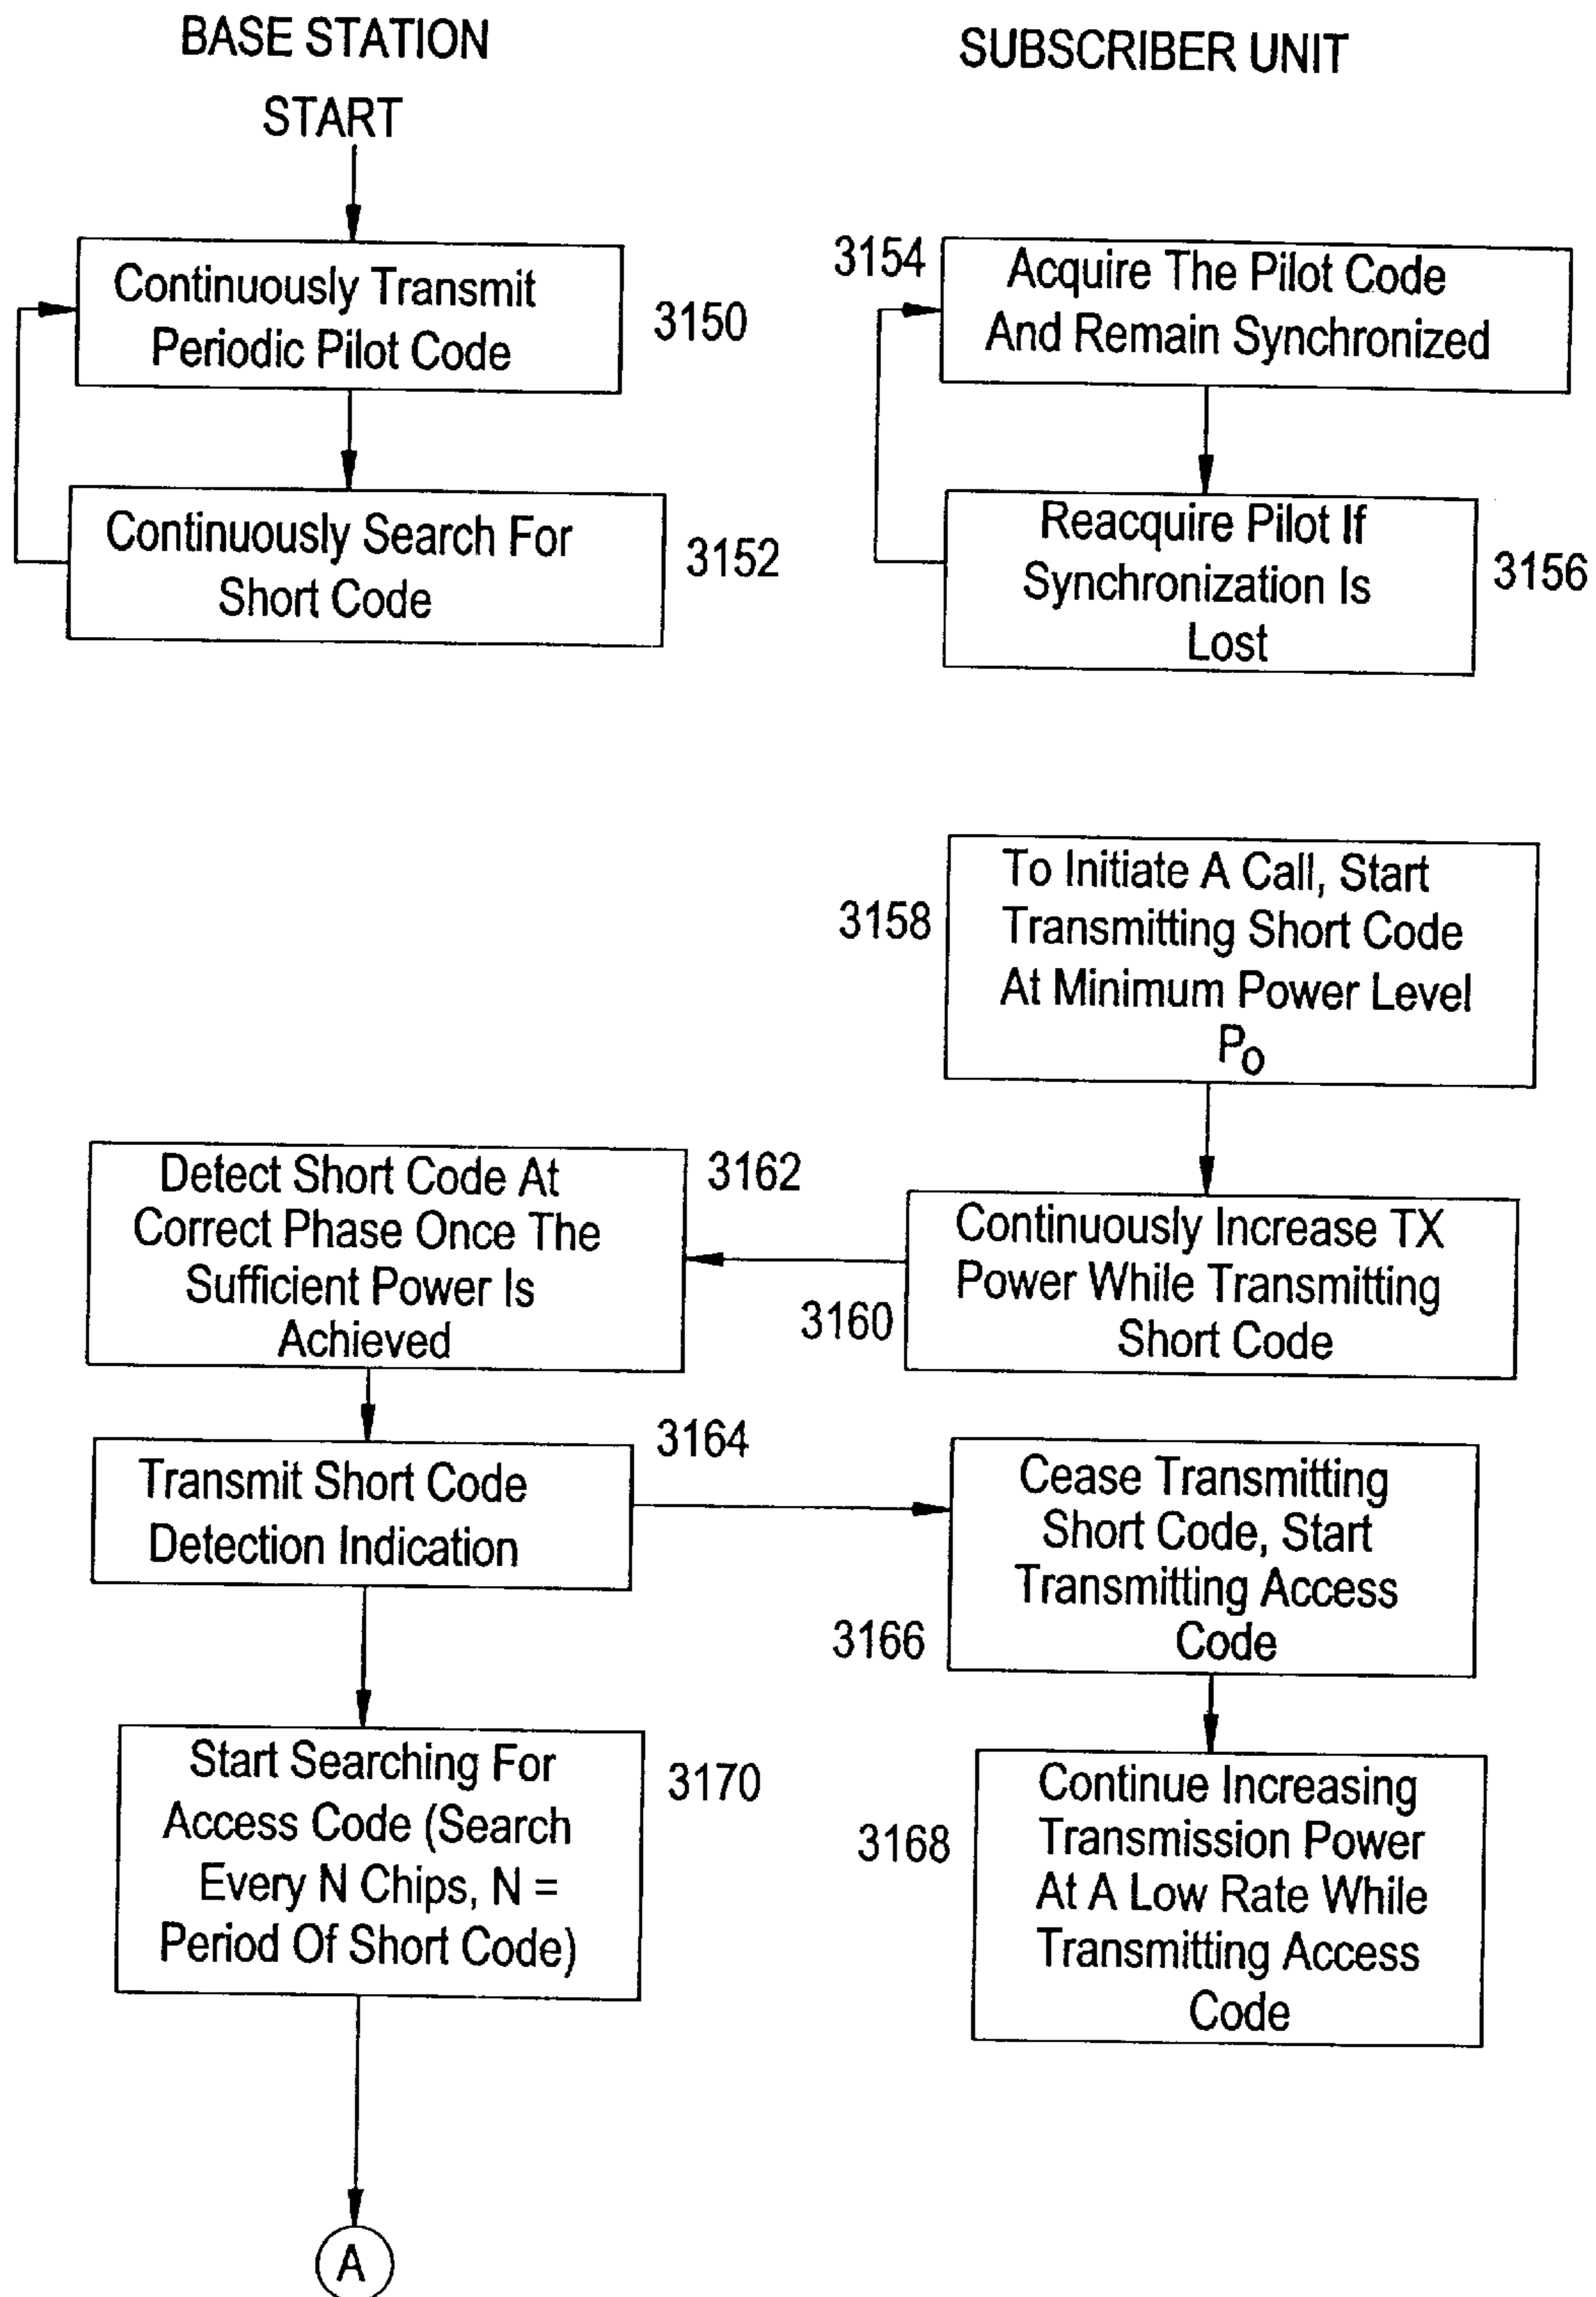 BASE STATION
SUBSCRIBER UNIT
START
Continuously Transmit
Periodic Pilot Code
3150
3154
Acquire The Pilot Code
And Remain Synchronized
Continuously Search For
Short Code
3152
Reacquire Pilot If
Synchronization Is
Lost
3156
3158
To Initiate A Call, Start
Transmitting Short Code
At Minimum Power Level
P0
Detect Short Code At
Correct Phase Once The
Sufficient Power Is
Achieved
3162
3160
Continuously Increase TX
Power While Transmitting
Short Code
Transmit Short Code
Detection Indication
3164
3166
Cease Transmitting
Short Code, Start
Transmitting Access
Code
Start Searching For
Access Code (Search
Every N Chips, N =
Period Of Short Code)
3170
3168
Continue Increasing
Transmission Power
At A Low Rate While
Transmitting Access
Code
A